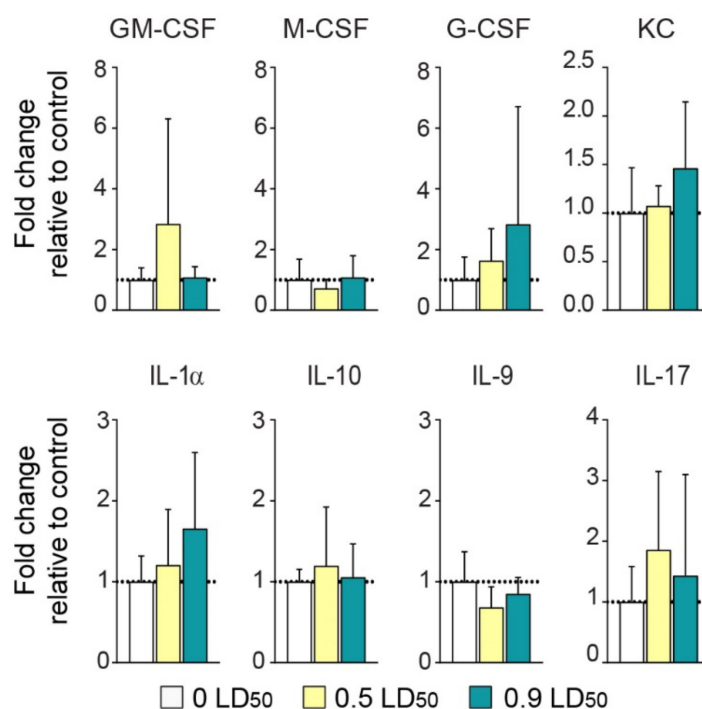 GM-CSF M-CSF G-CSF KC
Fold change
relative to control
8 6 4 2 0
8 6 4 2 0
8 6 4 2 0
2.5 2.0 1.5 1.0 0.5 0.0
IL-1α IL-10 IL-9 IL-17
Fold change
relative to control
3 2 1 0
3 2 1 0
3 2 1 0
4 3 2 1 0
0 LD50 0.5 LD50 0.9 LD50